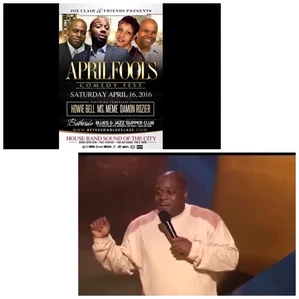 JOE CLAIR & FRIENDS PRESENTS
APRIL FOOLS
COMEDY FEST
SATURDAY APRIL 16, 2016
HOWIE BELL MS. MEME DAMON ROZIER
Bethesda BLUES & JAZZ SUPPER CLUB
WWW.BETHESDABLUESJAZZ.COM
HOUSE BAND SOUND OF THE CITY